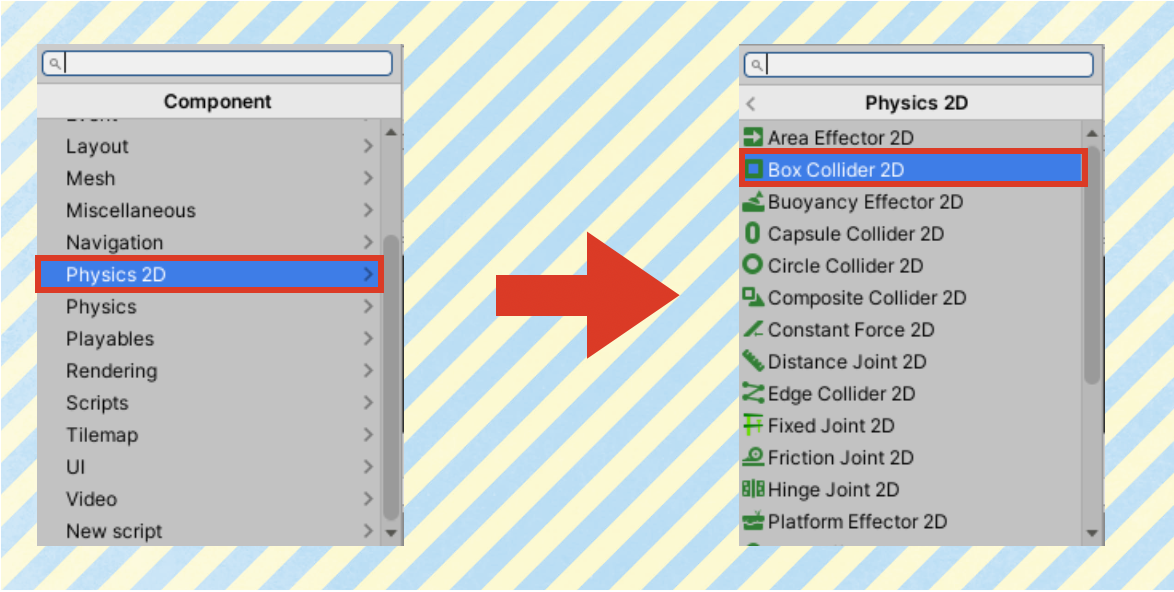 Component
Layout
Mesh
Miscellaneous
Navigation
Physics 2D
Physics
Playables
Rendering
Scripts
Tilemap
UI
Video
New script
Physics 2D
Area Effector 2D
Box Collider 2D
Buoyancy Effector 2D
Capsule Collider 2D
Circle Collider 2D
Composite Collider 2D
Constant Force 2D
Distance Joint 2D
Edge Collider 2D
Fixed Joint 2D
Friction Joint 2D
Hinge Joint 2D
Platform Effector 2D